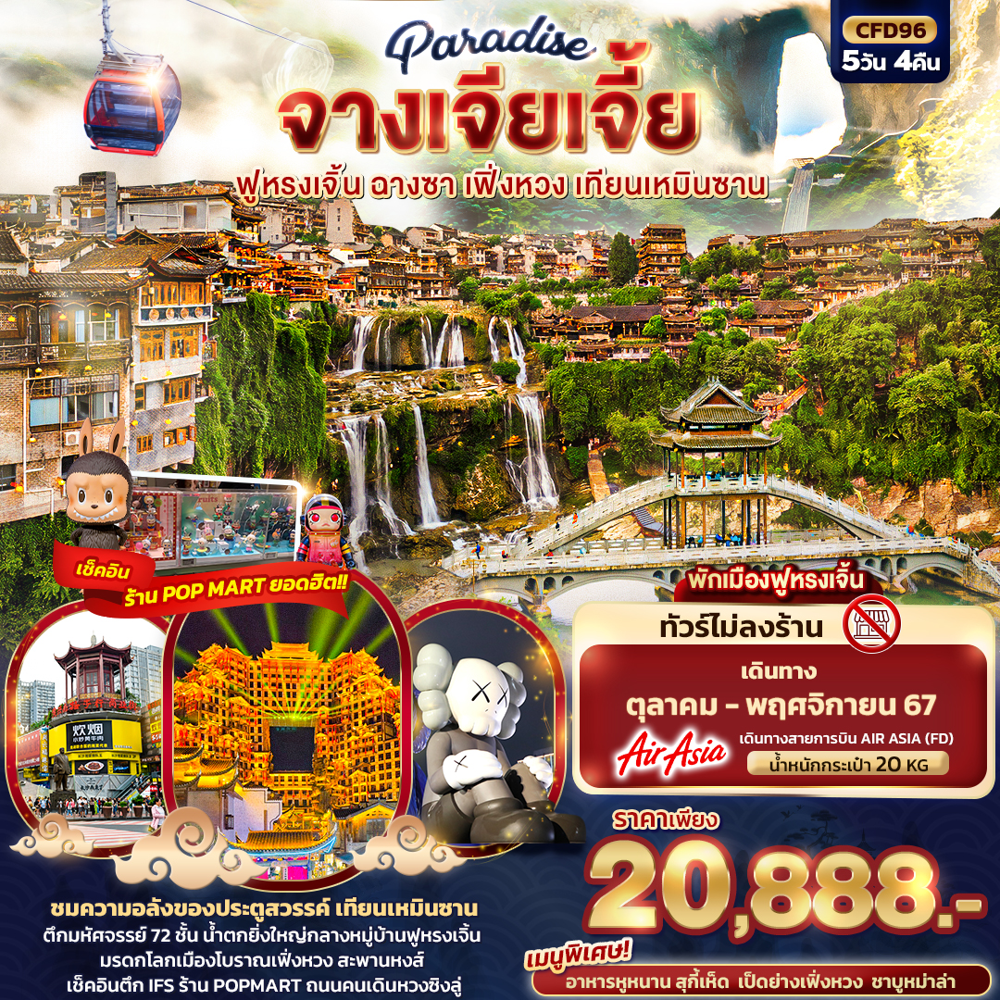 Paradise
CFD96
5วัน 4คืน
จางเจียเจี้ย
ฟูหรงเจิ้น ฉางซา เฟิ่งหวง เทียนเหมินซาน
เช็คอิน
ร้าน POP MART ยอดฮิต!!
炊烟
小炒黄牛肉
พักเมืองฟูหรงเจิ้น
ทัวร์ไม่ลงร้าน
เดินทาง
ตุลาคม - พฤศจิกายน 67
AirAsia
เดินทางสายการบิน AIR ASIA (FD)
น้ำหนักกระเป๋า 20 KG
ราคาเพียง
20,888.-
ชมความอลังของประตูสวรรค์ เทียนเหมินซาน
ตึกมหัศจรรย์ 72 ชั้น น้ำตกยิ่งใหญ่กลางหมู่บ้านฟูหรงเจิ้น
มรดกโลกเมืองโบราณเฟิ่งหวง สะพานหงส์
เช็คอินตึก IFS ร้าน POPMART ถนนคนเดินหวงซิงลู่
เมนูพิเศษ!
อาหารหูหนาน สุกี้เห็ด เป็ดย่างเฟิ่งหวง ชาบูหม่าล่า